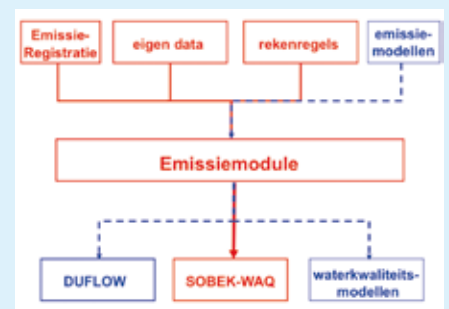 Emissie-
Registratie
eigen data
rekenregels
emissie-
modellen
Emissiemodule
DUFLOW
SOBEK-WAQ
waterkwaliteits-
modellen